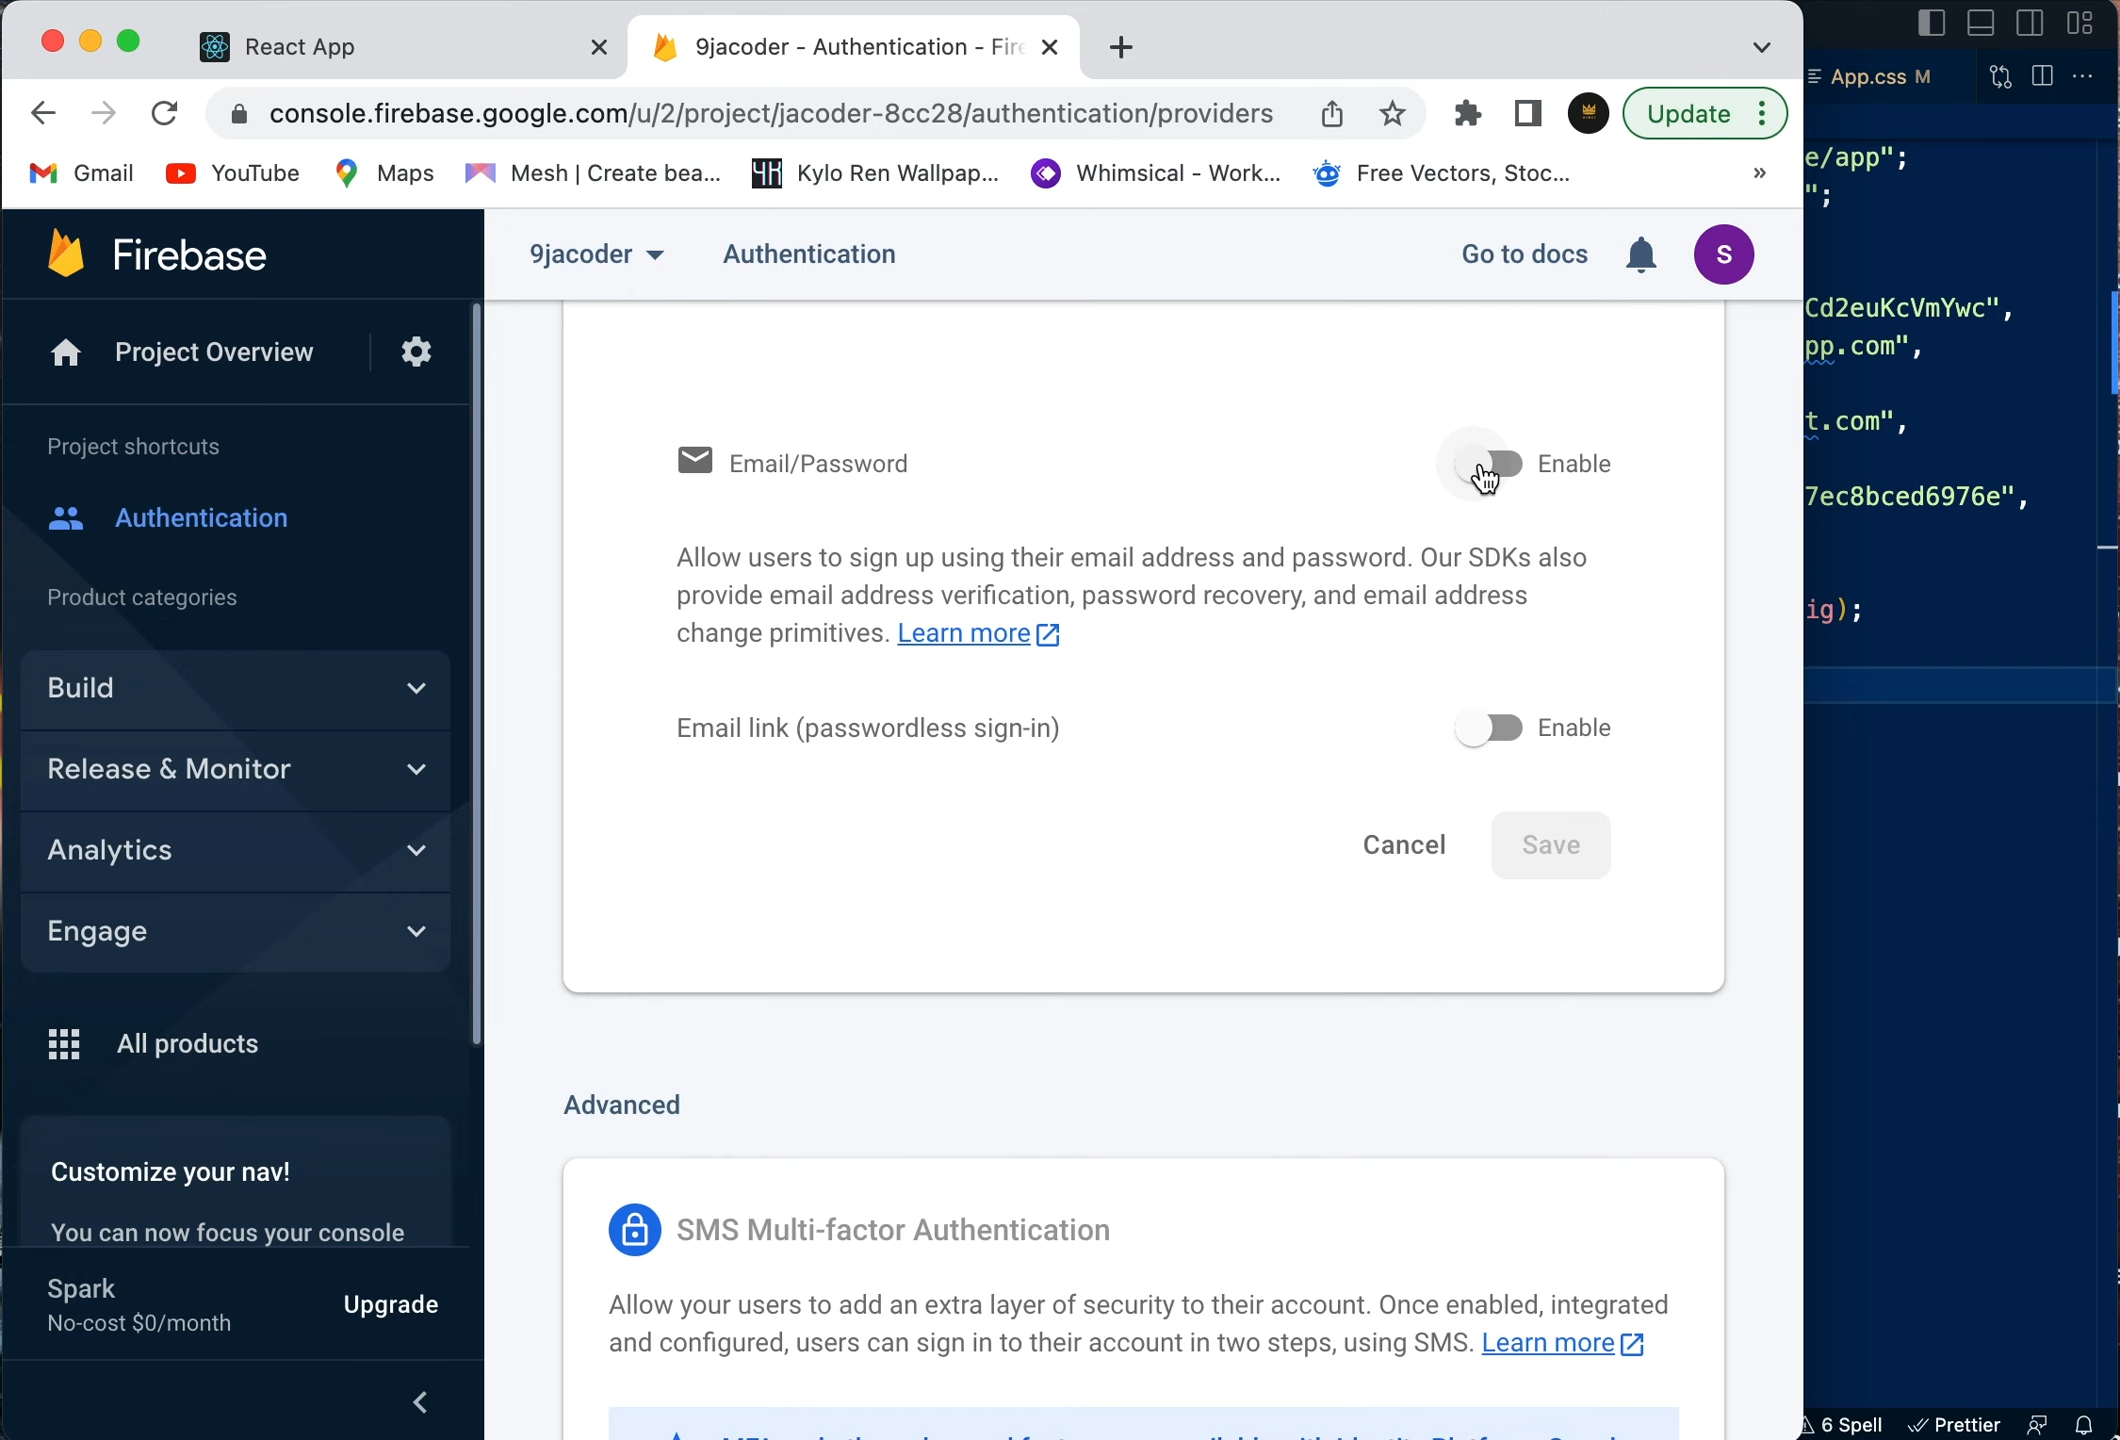 React App
9jacoder - Authentication - Fire
App.css M
console.firebase.google.com/u/2/project/jacoder-8cc28/authentication/providers
Update
Gmail
YouTube
Maps
Mesh | Create bea...
Kylo Ren Wallpap...
Whimsical - Work...
Free Vectors, Stoc...
»
Firebase
9jacoder
Authentication
Go to docs
S
Project Overview
Project shortcuts
Authentication
Product categories
Build
Release & Monitor
Analytics
Engage
All products
Customize your nav!
You can now focus your console
Spark
No-cost $0/month
Upgrade
Email/Password
Enable
Allow users to sign up using their email address and password. Our SDKs also
provide email address verification, password recovery, and email address
change primitives. Learn more
Email link (passwordless sign-in)
Enable
Cancel
Save
Advanced
SMS Multi-factor Authentication
Allow your users to add an extra layer of security to their account. Once enabled, integrated
and configured, users can sign in to their account in two steps, using SMS. Learn more
e/app";
";
Cd2euKcVmYwc",
pp.com",
t.com",
7ec8bced6976e",
ig);
6 Spell
Prettier